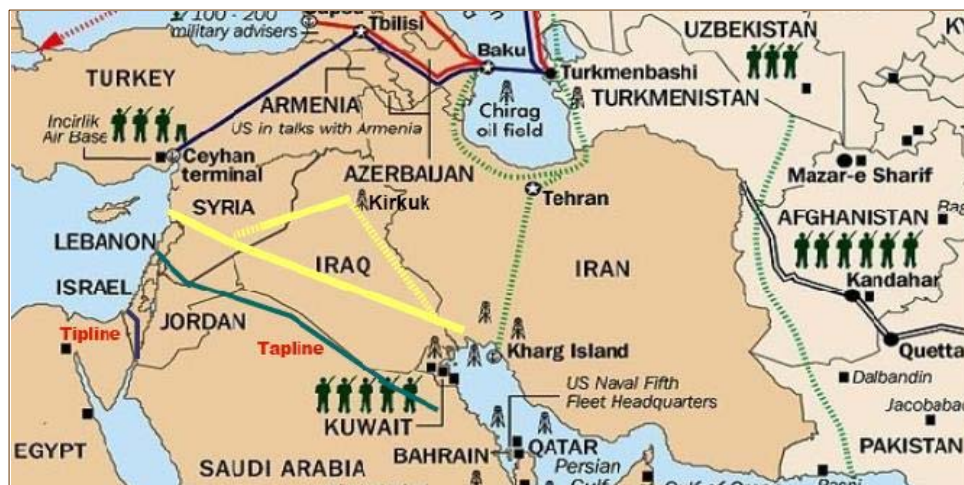 100 - 200
military advisers
Tbilisi
Baku
Turkmenbashi
UZBEKISTAN
TURKEY
ARMENIA
US in talks with Armenia
Chirag
oil field
TURKMENISTAN
Incirlik
Air Base
Ceyhan
terminal
AZERBAIJAN
Mazar-e Sharif
SYRIA
Kirkuk
Tehran
AFGHANISTAN
LEBANON
IRAQ
IRAN
Kandahar
ISRAEL
JORDAN
Tipline
Tapline
Kharg Island
Quetta
US Naval Fifth
Fleet Headquarters
Dalbandin
Jacobabad
KUWAIT
EGYPT
BAHRAIN
QATAR
PAKISTAN
SAUDI ARABIA
Persian
Gulf